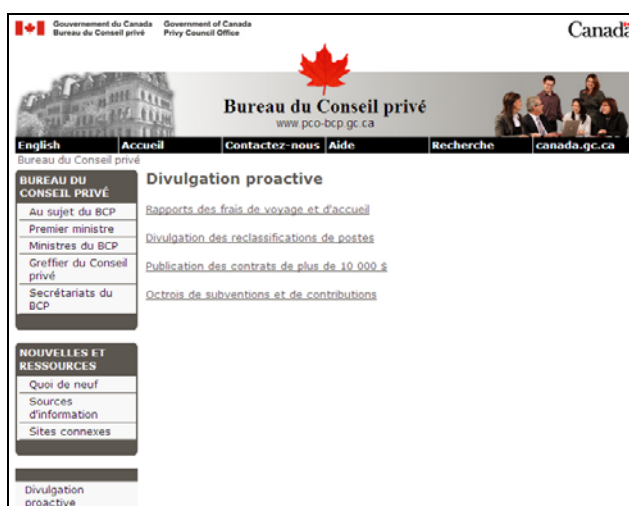 Gouvernement du Canada Government of Canada
Bureau du Conseil privé Privy Council Office
Canada
Bureau du Conseil privé
www.pco-bcp.gc.ca
English Accueil Contactez-nous Aide Recherche canada.gc.ca
Bureau du Conseil privé
BUREAU DU
CONSEIL PRIVÉ
Au sujet du BCP
Premier ministre
Ministres du BCP
Greffier du Conseil
privé
Secrétariats du
BCP
NOUVELLES ET
RESSOURCES
Quoi de neuf
Sources
d'information
Sites connexes
Divulgation
proactive
Divulgation proactive
Rapports des frais de voyage et d'accueil
Divulgation des reclassifications de postes
Publication des contrats de plus de 10 000 $
Octrois de subventions et de contributions